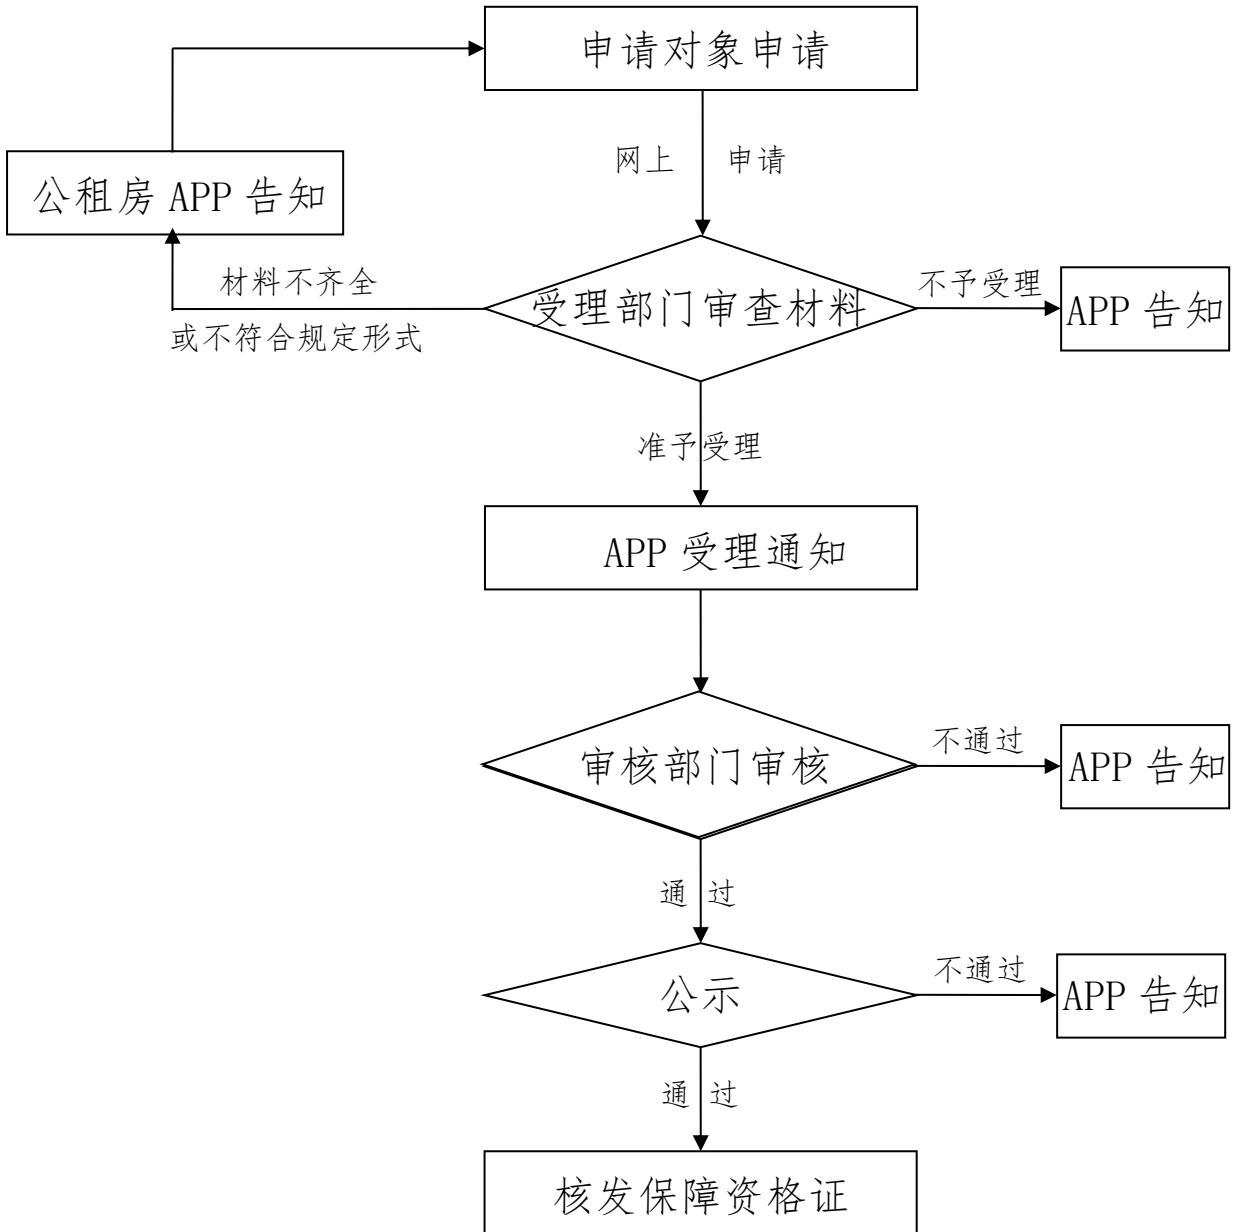 申请对象申请
网上 申请
公租房 APP 告知
材料不齐全
或不符合规定形式
受理部门审查材料
不予受理
APP 告知
准予受理
APP 受理通知
审核部门审核
不通过
APP 告知
通 过
公示
不通过
APP 告知
通 过
核发保障资格证